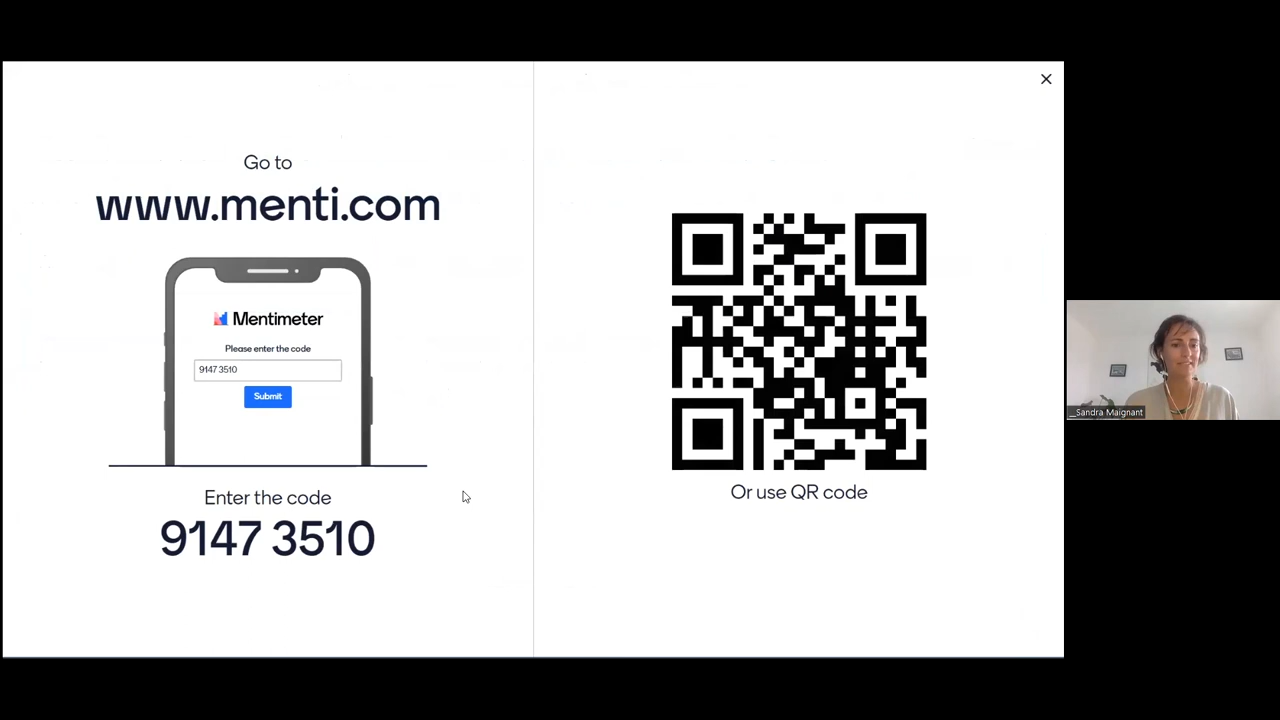 Go to
www.menti.com
Mentimeter
Please enter the code
9147 3510
Submit
Enter the code
9147 3510
Or use QR code
__Sandra Maignant